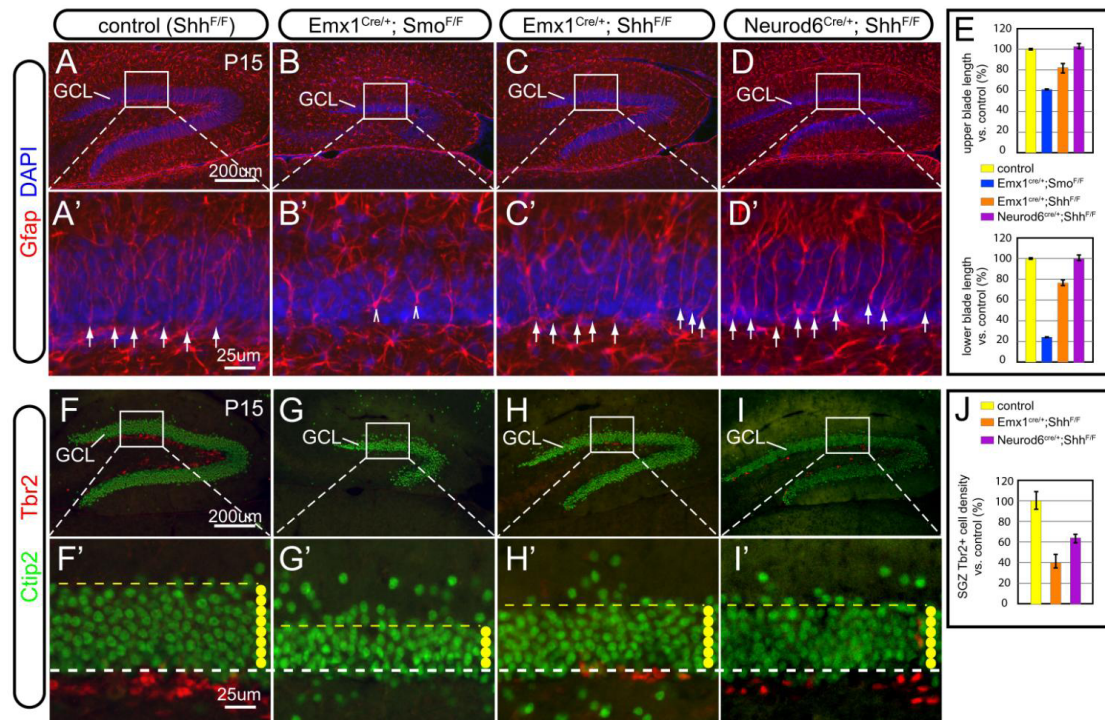 control (Shh^F/F)
Emx1^Cre/+; Smo^F/F
Emx1^Cre/+; Shh^F/F
Neurod6^Cre/+; Shh^F/F
Gfap DAPI
A
P15
GCL
200um
B
GCL
C
GCL
D
GCL
A'
25um
B'
C'
D'
E
120
100
80
60
40
20
0
upper blade length
vs. control (%)
control
Emx1^cre/+;Smo^F/F
Emx1^cre/+;Shh^F/F
Neurod6^cre/+;Shh^F/F
120
100
80
60
40
20
0
lower blade length
vs. control (%)
Ctip2 Tbr2
F
P15
GCL
200um
G
GCL
H
GCL
I
GCL
F'
25um
G'
H'
I'
J
control
Emx1^cre/+;Shh^F/F
Neurod6^cre/+;Shh^F/F
120
100
80
60
40
20
0
SGZ Tbr2+ cell density
vs. control (%)